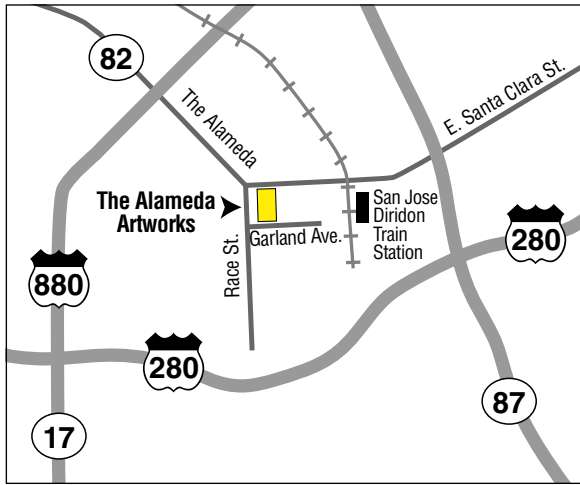 82
The Alameda
E. Santa Clara St.
The Alameda
Artworks
San Jose
Diridon
Train
Station
Garland Ave.
Race St.
280
880
280
87
17